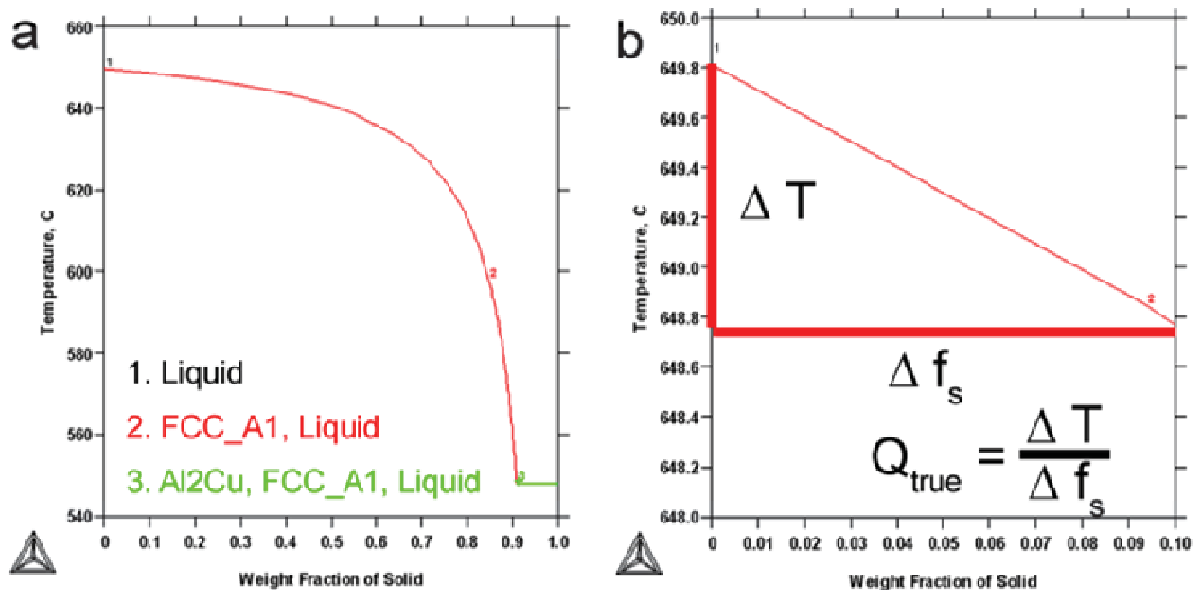 a
660
640
620
600
580
560
540
Temperature, C
1
2
3
1. Liquid
2. FCC_A1, Liquid
3. Al2Cu, FCC_A1, Liquid
0 0.1 0.2 0.3 0.4 0.5 0.6 0.7 0.8 0.9 1.0
Weight Fraction of Solid
b
650.0
649.8
649.6
649.4
649.2
649.0
648.8
648.6
648.4
648.2
648.0
Temperature, C
1
2
Δ T
Δ fs
Qtrue = Δ T
Δ fs
0 0.01 0.02 0.03 0.04 0.05 0.06 0.07 0.08 0.09 0.10
Weight Fraction of Solid